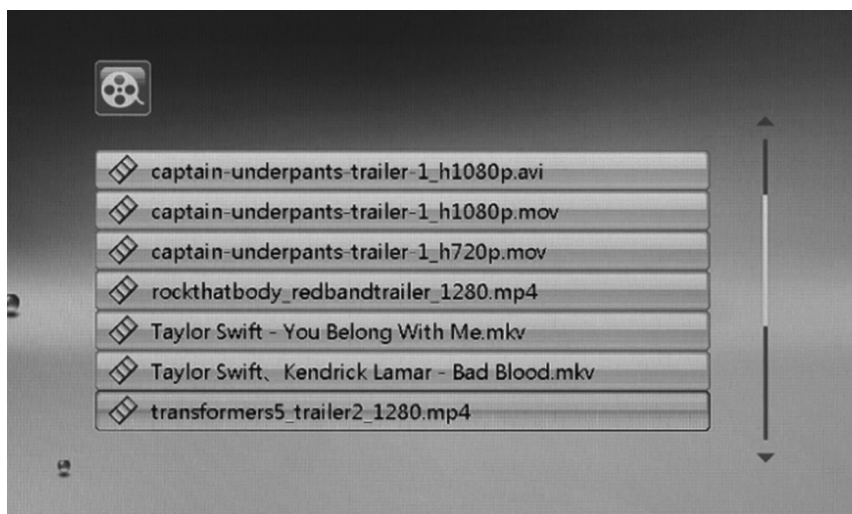 captain-underpants-trailer-1_h1080p.avi
captain-underpants-trailer-1_h1080p.mov
captain-underpants-trailer-1_h720p.mov
rockthatbody_redbandtrailer_1280.mp4
Taylor Swift - You Belong With Me.mkv
Taylor Swift、Kendrick Lamar - Bad Blood.mkv
transformers5_trailer2_1280.mp4